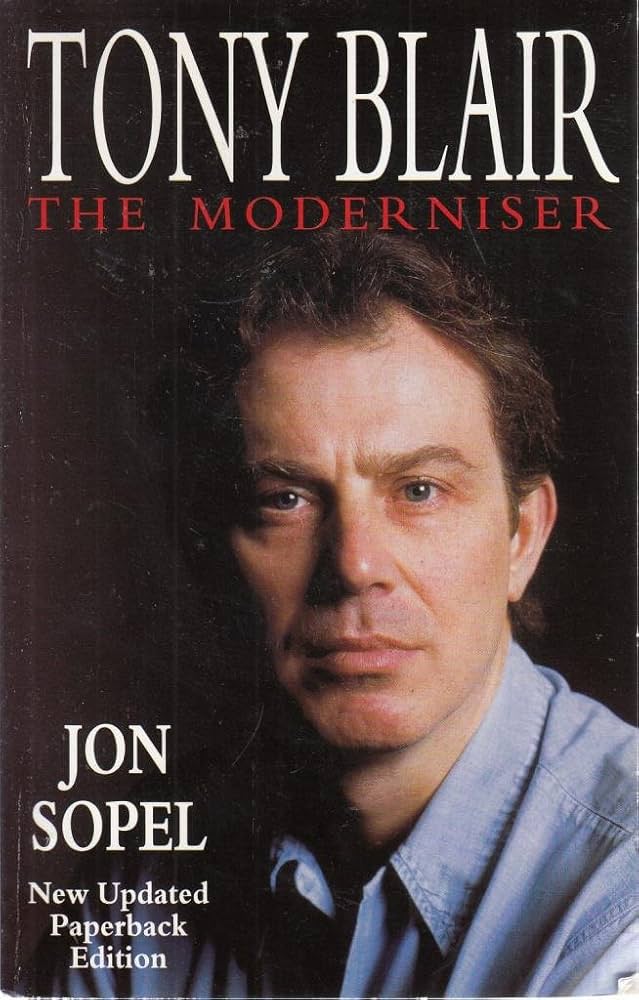 TONY BLAIR
THE MODERNISER
JON
SOPEL
New Updated
Paperback
Edition